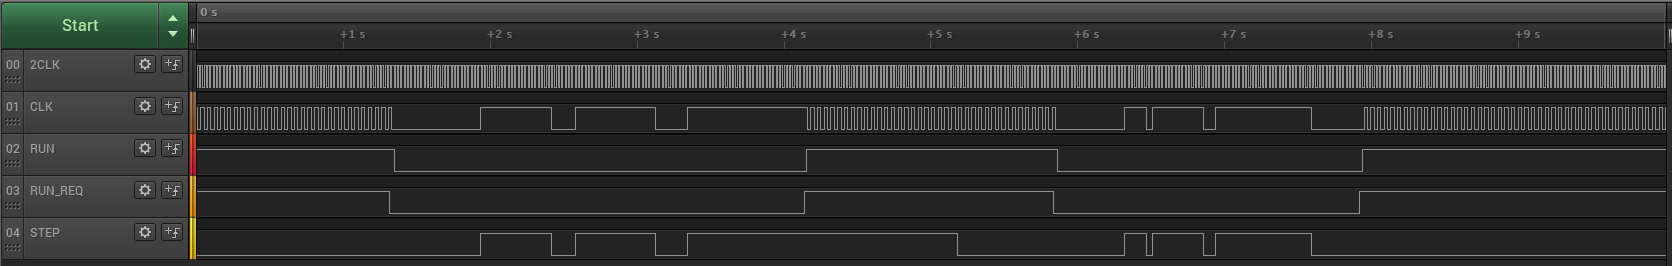 Start
0 s
+1 s +2 s +3 s +4 s +5 s +6 s +7 s +8 s +9 s
00 2CLK
01 CLK
02 RUN
03 RUN_REQ
04 STEP